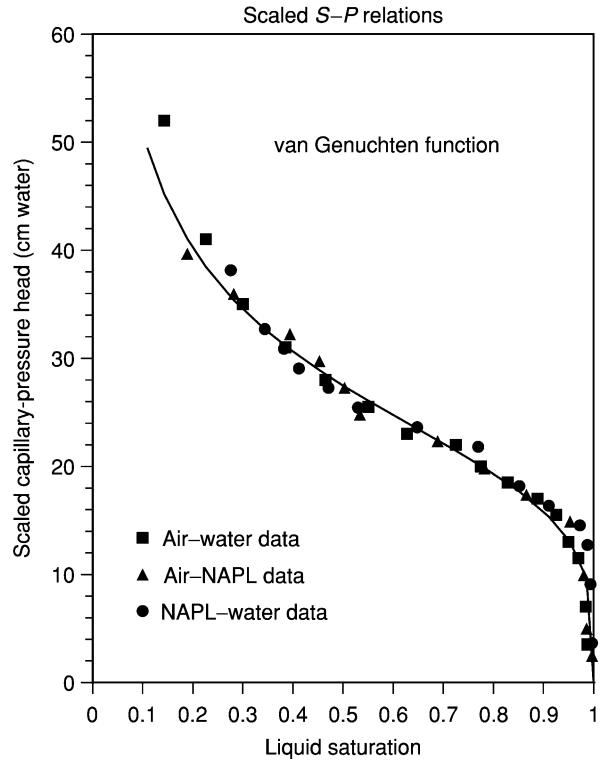 Scaled S–P relations
60
50
40
30
20
10
0
Scaled capillary-pressure head (cm water)
van Genuchten function
Air–water data
Air–NAPL data
NAPL–water data
0 0.1 0.2 0.3 0.4 0.5 0.6 0.7 0.8 0.9 1
Liquid saturation